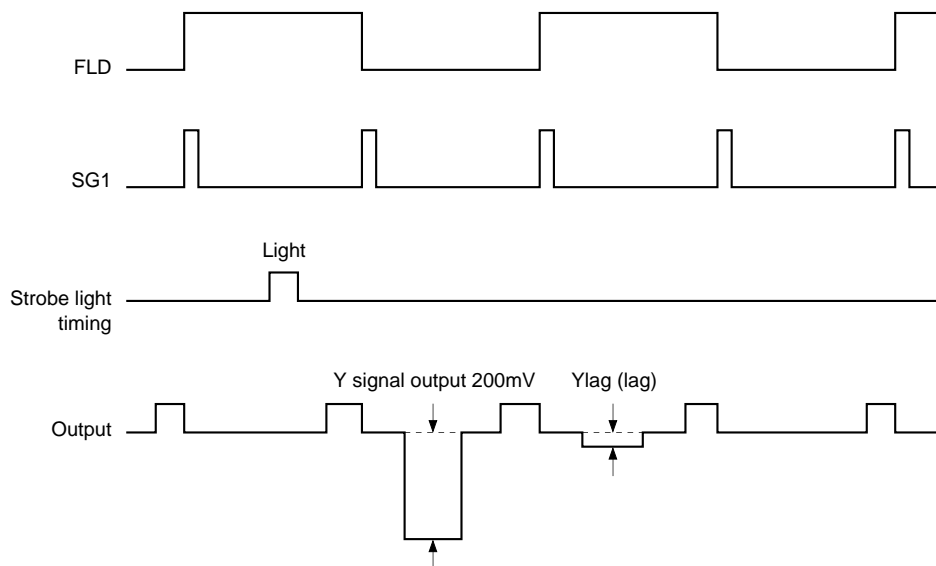 FLD
SG1
Light
Strobe light
timing
Y signal output 200mV
Ylag (lag)
Output